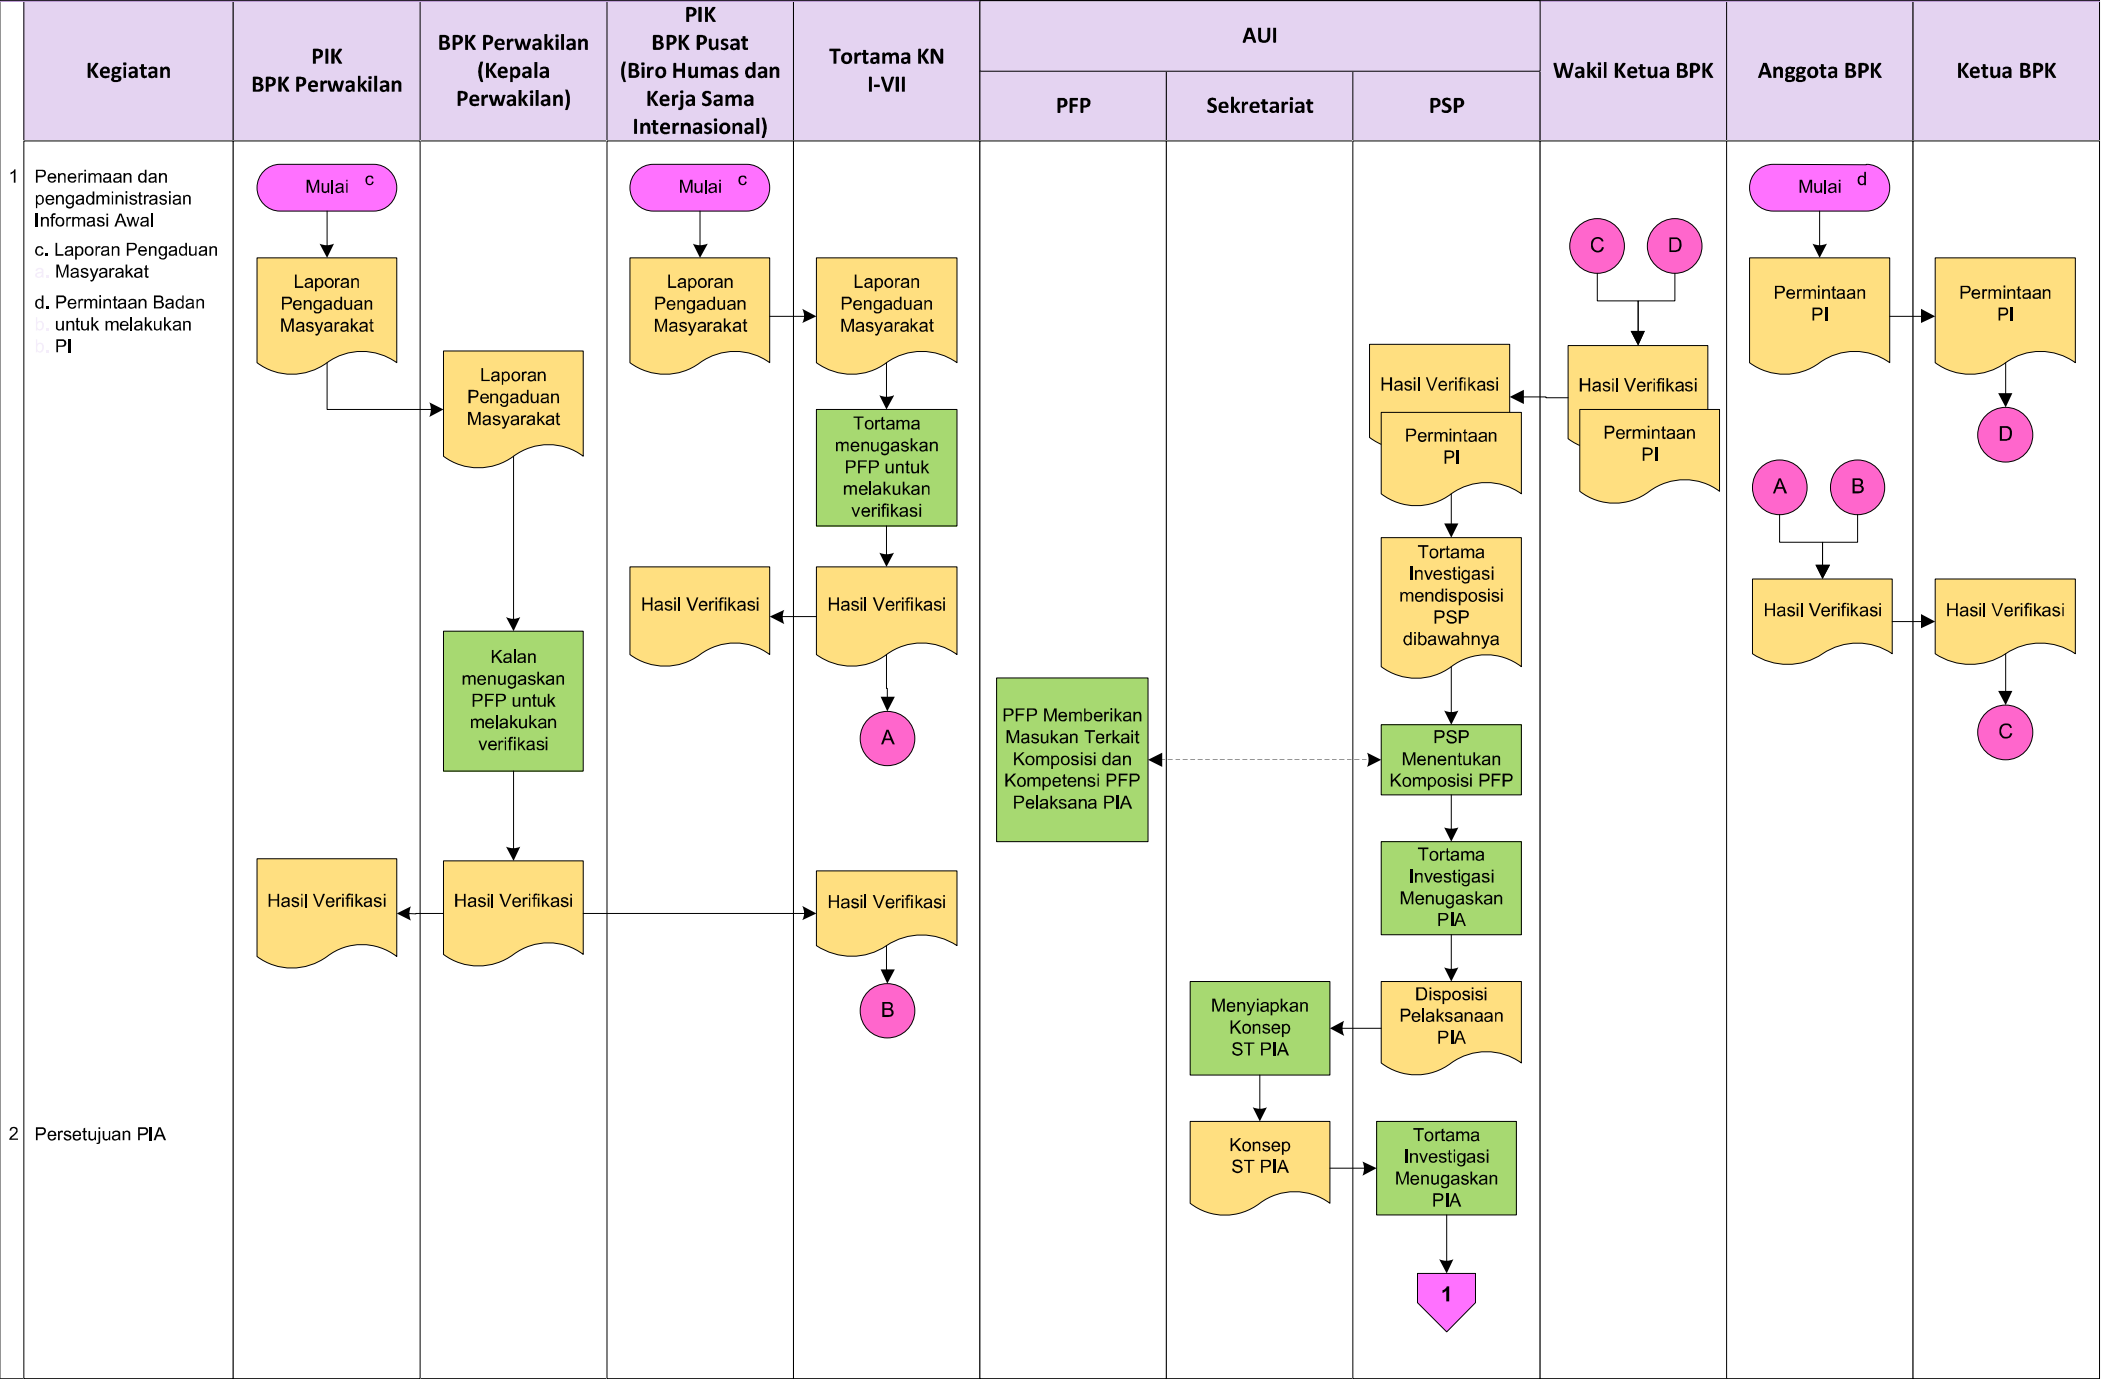 Kegiatan
PIK
BPK Perwakilan
BPK Perwakilan
(Kepala
Perwakilan)
PIK
BPK Pusat
(Biro Humas dan
Kerja Sama
Internasional)
Tortama KN
I-VII
AUI
PFP
Sekretariat
PSP
Wakil Ketua BPK
Anggota BPK
Ketua BPK
1
Penerimaan dan
pengadministrasian
Informasi Awal
c. Laporan Pengaduan
a. Masyarakat
d. Permintaan Badan
b. untuk melakukan
b. PI
Mulai c
Laporan
Pengaduan
Masyarakat
Laporan
Pengaduan
Masyarakat
Kalan
menugaskan
PFP untuk
melakukan
verifikasi
Hasil Verifikasi
Hasil Verifikasi
Mulai c
Laporan
Pengaduan
Masyarakat
Laporan
Pengaduan
Masyarakat
Tortama
menugaskan
PFP untuk
melakukan
verifikasi
Hasil Verifikasi
Hasil Verifikasi
A
Hasil Verifikasi
B
Mulai d
Permintaan
PI
Permintaan
PI
D
A
B
Hasil Verifikasi
Hasil Verifikasi
C
C
D
Hasil Verifikasi
Permintaan
PI
Hasil Verifikasi
Permintaan
PI
Tortama
Investigasi
mendisposisi
PSP
dibawahnya
PFP Memberikan
Masukan Terkait
Komposisi dan
Kompetensi PFP
Pelaksana PIA
PSP
Menentukan
Komposisi PFP
Tortama
Investigasi
Menugaskan
PIA
Disposisi
Pelaksanaan
PIA
Menyiapkan
Konsep
ST PIA
2
Persetujuan PIA
Konsep
ST PIA
Tortama
Investigasi
Menugaskan
PIA
1